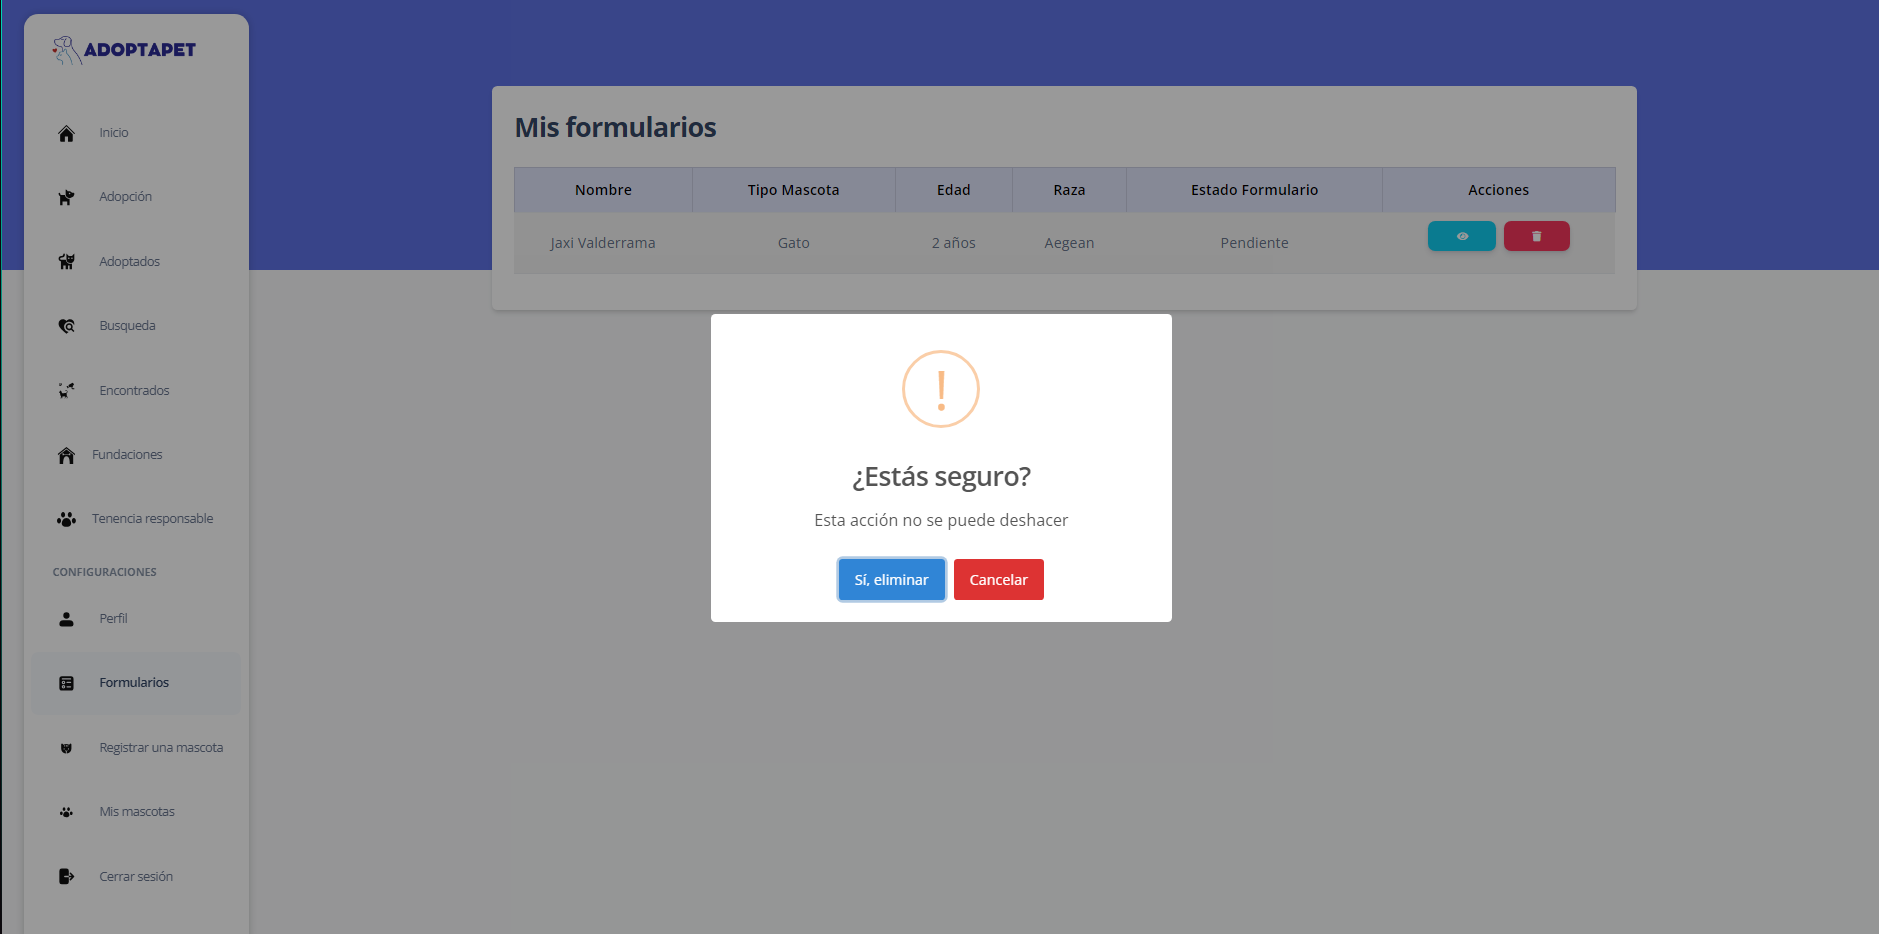 ADOPTAPET
Inicio
Adopción
Adoptados
Busqueda
Encontrados
Fundaciones
Tenencia responsable
CONFIGURACIONES
Perfil
Formularios
Registrar una mascota
Mis mascotas
Cerrar sesión
Mis formularios
Nombre Tipo Mascota Edad Raza Estado Formulario Acciones
Jaxi Valderrama Gato 2 años Aegean Pendiente
¿Estás seguro?
Esta acción no se puede deshacer
Sí, eliminar Cancelar